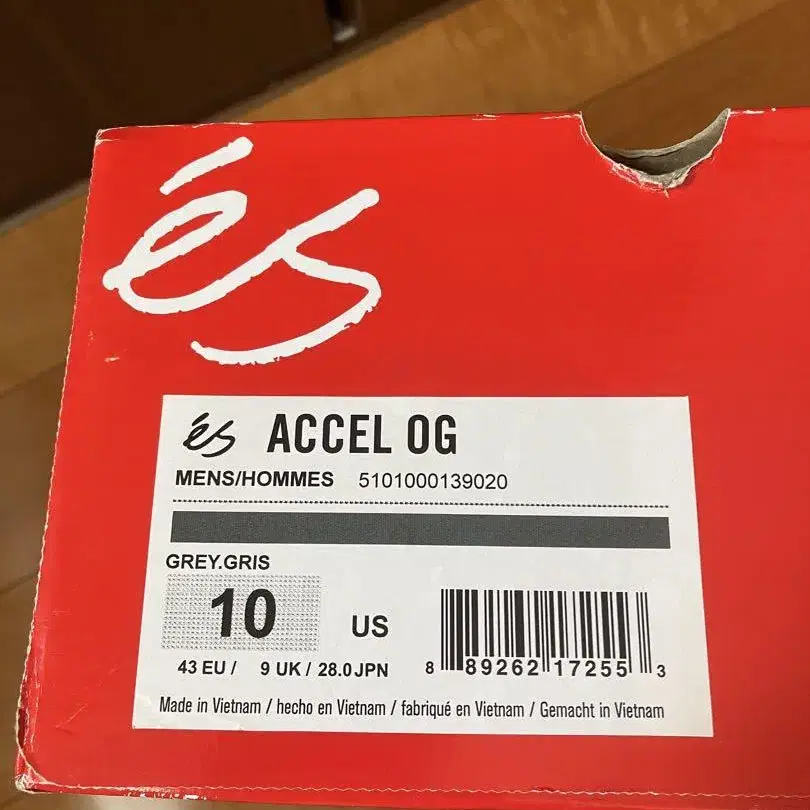 és
és ACCEL OG
MENS/HOMMES 5101000139020
GREY.GRIS
10 US
43 EU / 9 UK / 28.0 JPN
8 89262 17255 3
Made in Vietnam / hecho en Vietnam / fabriqué en Vietnam / Gemacht in Vietnam